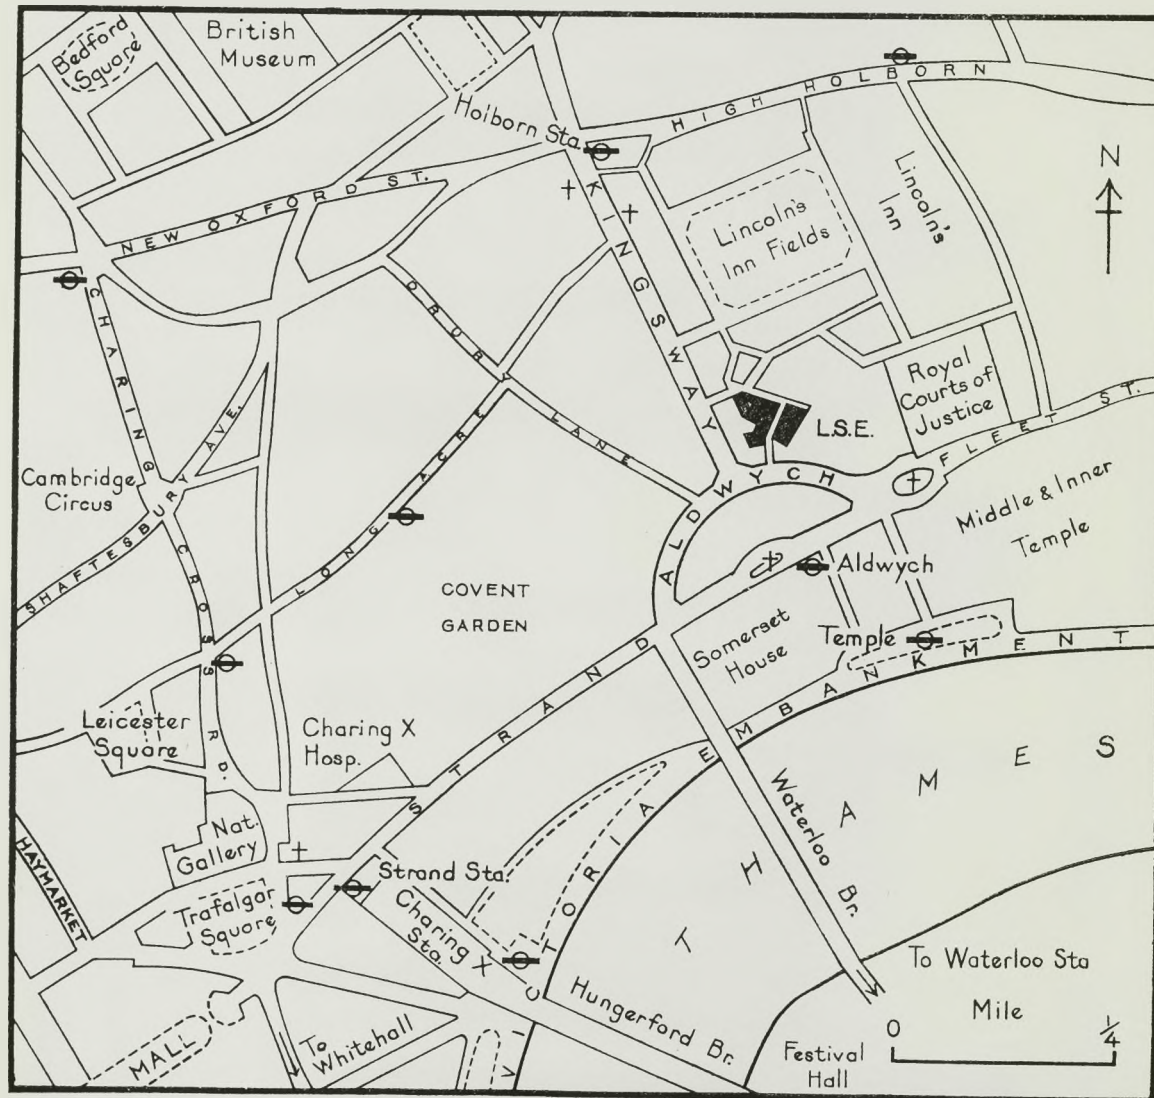 Bedford
Square
British
Museum
Holborn Sta.
HIGH HOLBORN
N
NEW OXFORD ST.
KINGSWAY
Lincoln's
Inn Fields
Lincoln's
Inn
CHARING CROSS RD.
DRURY LANE
Royal
Courts of
Justice
L.S.E.
FLEET ST.
Cambridge
Circus
SHAFTESBURY AVE.
LONG ACRE
ALDWYCH
Middle & Inner
Temple
Aldwych
COVENT
GARDEN
Somerset
House
Temple
STRAND
VICTORIA EMBANKMENT
Leicester
Square
Charing X
Hosp.
Waterloo Br.
THAMES
Nat.
Gallery
HAYMARKET
Strand Sta.
Trafalgar
Square
Charing X
Sta.
Hungerford Br.
To Waterloo Sta
Mile
0 1/4
MALL
To
Whitehall
Festival
Hall